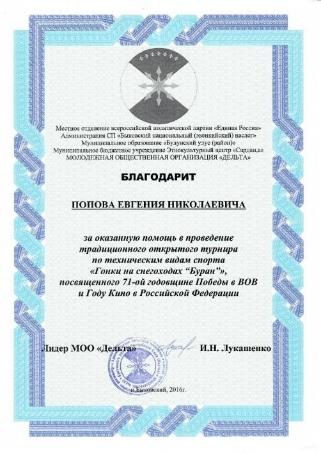 Местное отделение всероссийской политической партии «Единая Россия»
Администрация СП «Быковский национальный (эвенкийский) наслег»
Муниципальное образование «Булунский улус (район)»
Муниципальное бюджетное учреждение Этнокультурный центр
МОЛОДЕЖНАЯ ОБЩЕСТВЕННАЯ ОРГАНИЗАЦИЯ «ДЕЛЬТА»
БЛАГОДАРИТ
ПОПОВА ЕВГЕНИЯ НИКОЛАЕВИЧА
за оказанную помощь в проведение
традиционного открытого турнира
по техническим видам спорта
«Гонки на снегоходах “Буран”»,
посвященного 71-ой годовщине Победы в ВОВ
и Году Кино в Российской Федерации
Лидер МОО «Дельта» И.Н. Лукашенко
п.Быковский, 2016г.